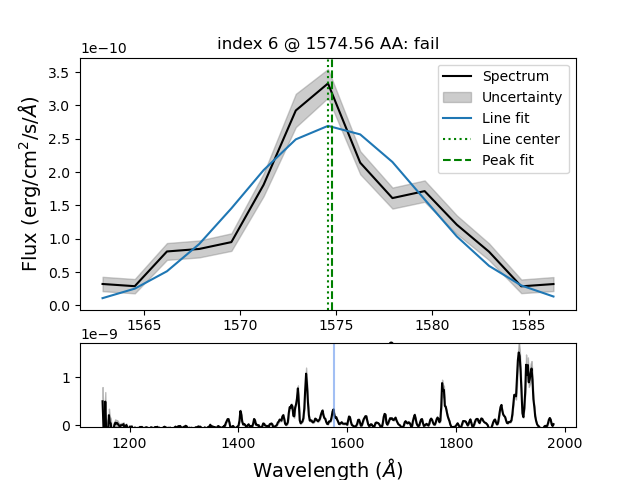 index 6 @ 1574.56 AA: fail
1e−10
3.5
3.0
2.5
2.0
1.5
1.0
0.5
0.0
Flux (erg/cm²/s/Å)
Spectrum
Uncertainty
Line fit
Line center
Peak fit
1565 1570 1575 1580 1585
1e−9
1
0
1200 1400 1600 1800 2000
Wavelength (Å)